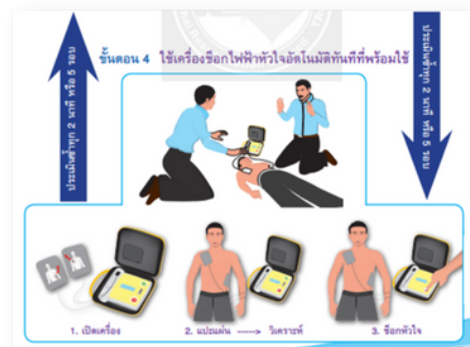 ขั้นตอน 4 ใช้เครื่องช็อกไฟฟ้าหัวใจอัตโนมัติทันทีที่พร้อมใช้
ประเมินซ้ำทุก 2 นาที หรือ 5 รอบ
ประเมินซ้ำทุก 2 นาที หรือ 5 รอบ
1. เปิดเครื่อง
2. แปะแผ่น -----> วิเคราะห์
3. ช็อกหัวใจ